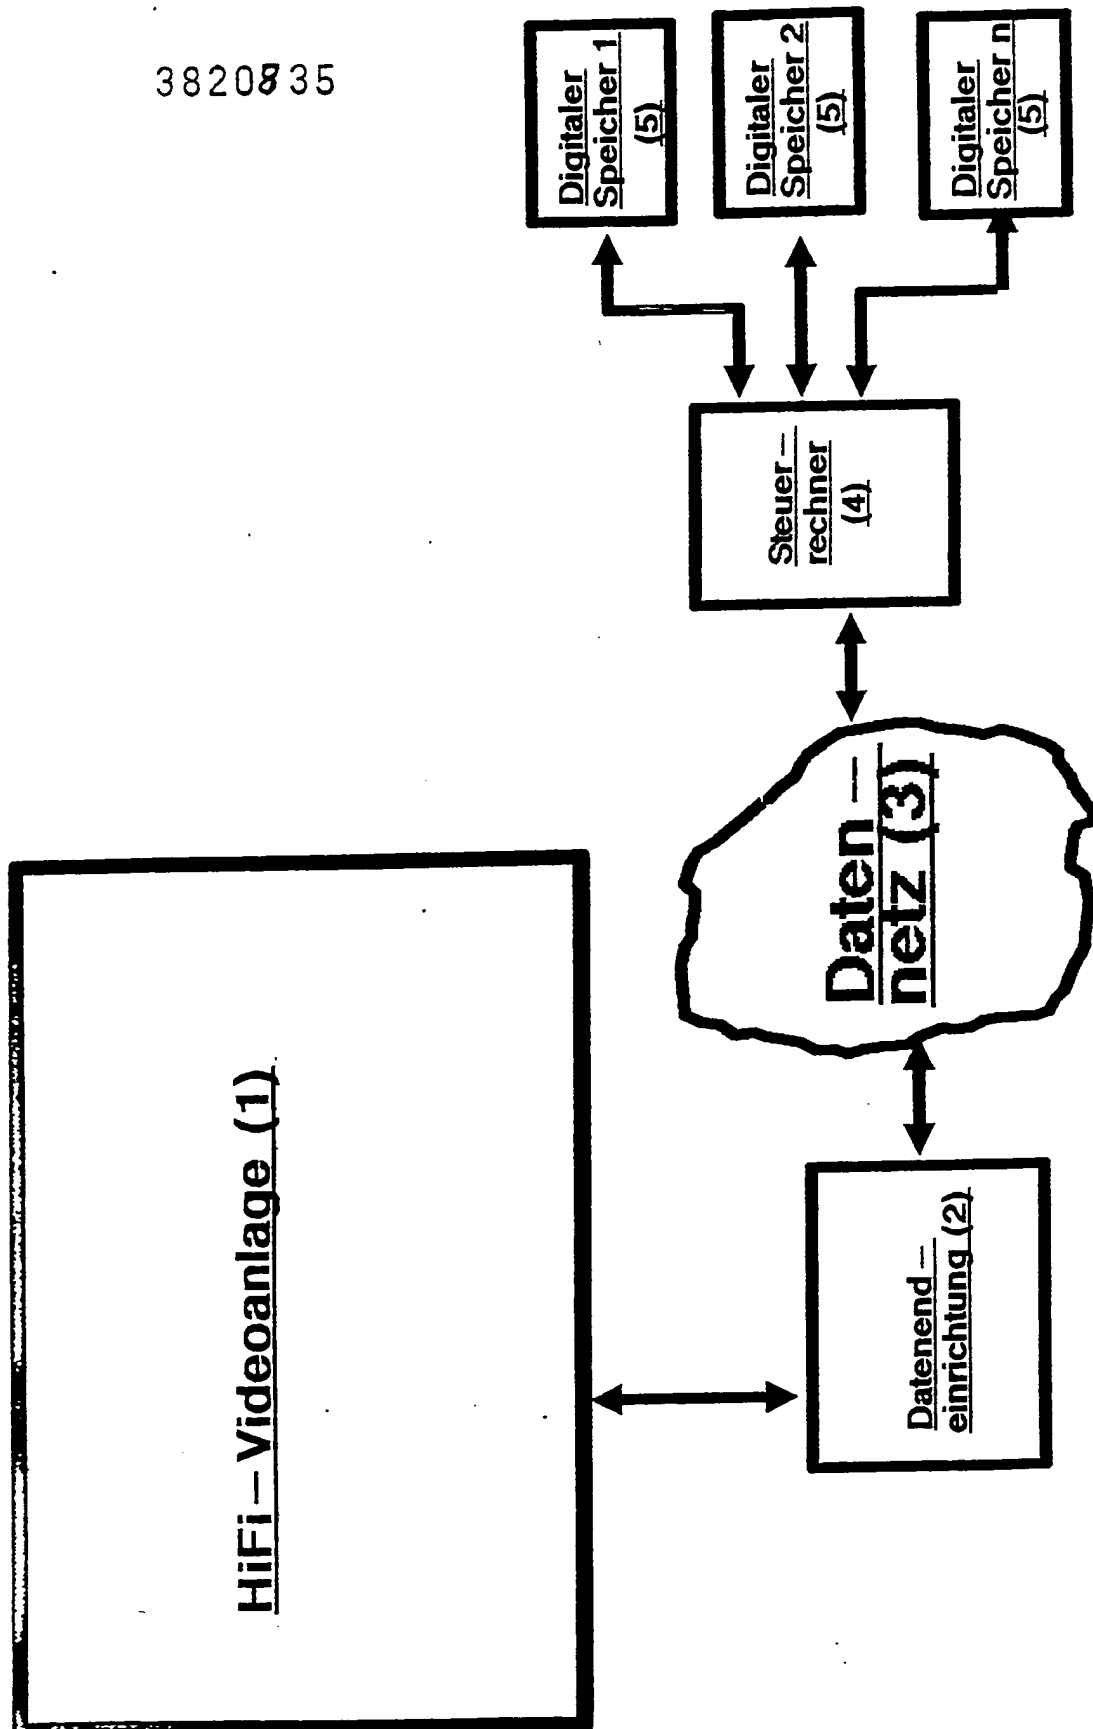 3820835
HiFi—Videoanlage (1)
Datenend—
einrichtung (2)
Daten—
netz (3)
Steuer—
rechner
(4)
Digitaler
Speicher 1
(5)
Digitaler
Speicher 2
(5)
Digitaler
Speicher n
(5)